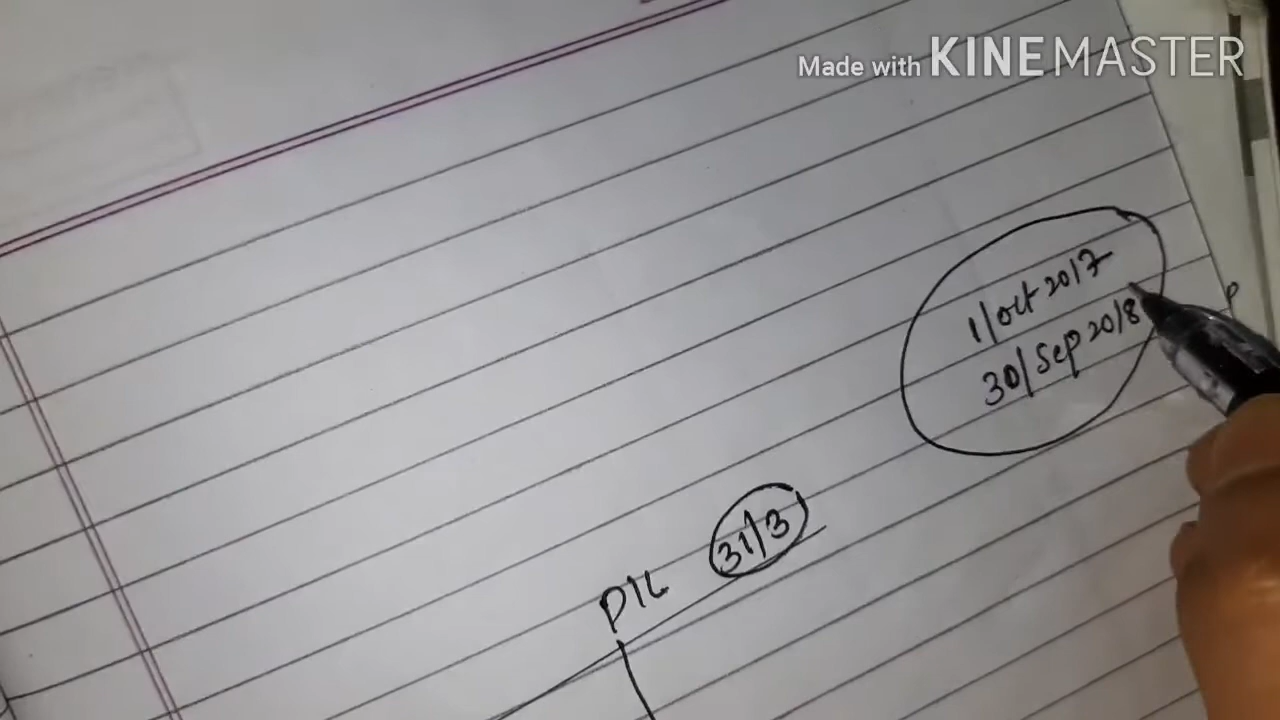 Made with KINEMASTER
1/oct 2017
30/Sep 2018
31/3
P/L